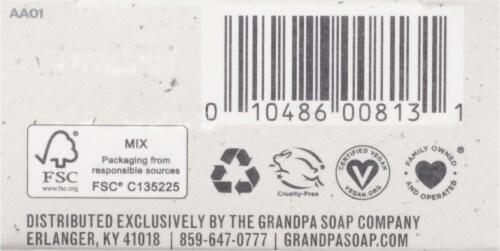 AA01
0 10486 00813 1
FSC
www.fsc.org
MIX
Packaging from
responsible sources
FSC® C135225
Cruelty-Free
CERTIFIED VEGAN
V
VEGAN.ORG
FAMILY OWNED
AND OPERATED
®
DISTRIBUTED EXCLUSIVELY BY THE GRANDPA SOAP COMPANY
ERLANGER, KY 41018 | 859-647-0777 | GRANDPASOAP.COM